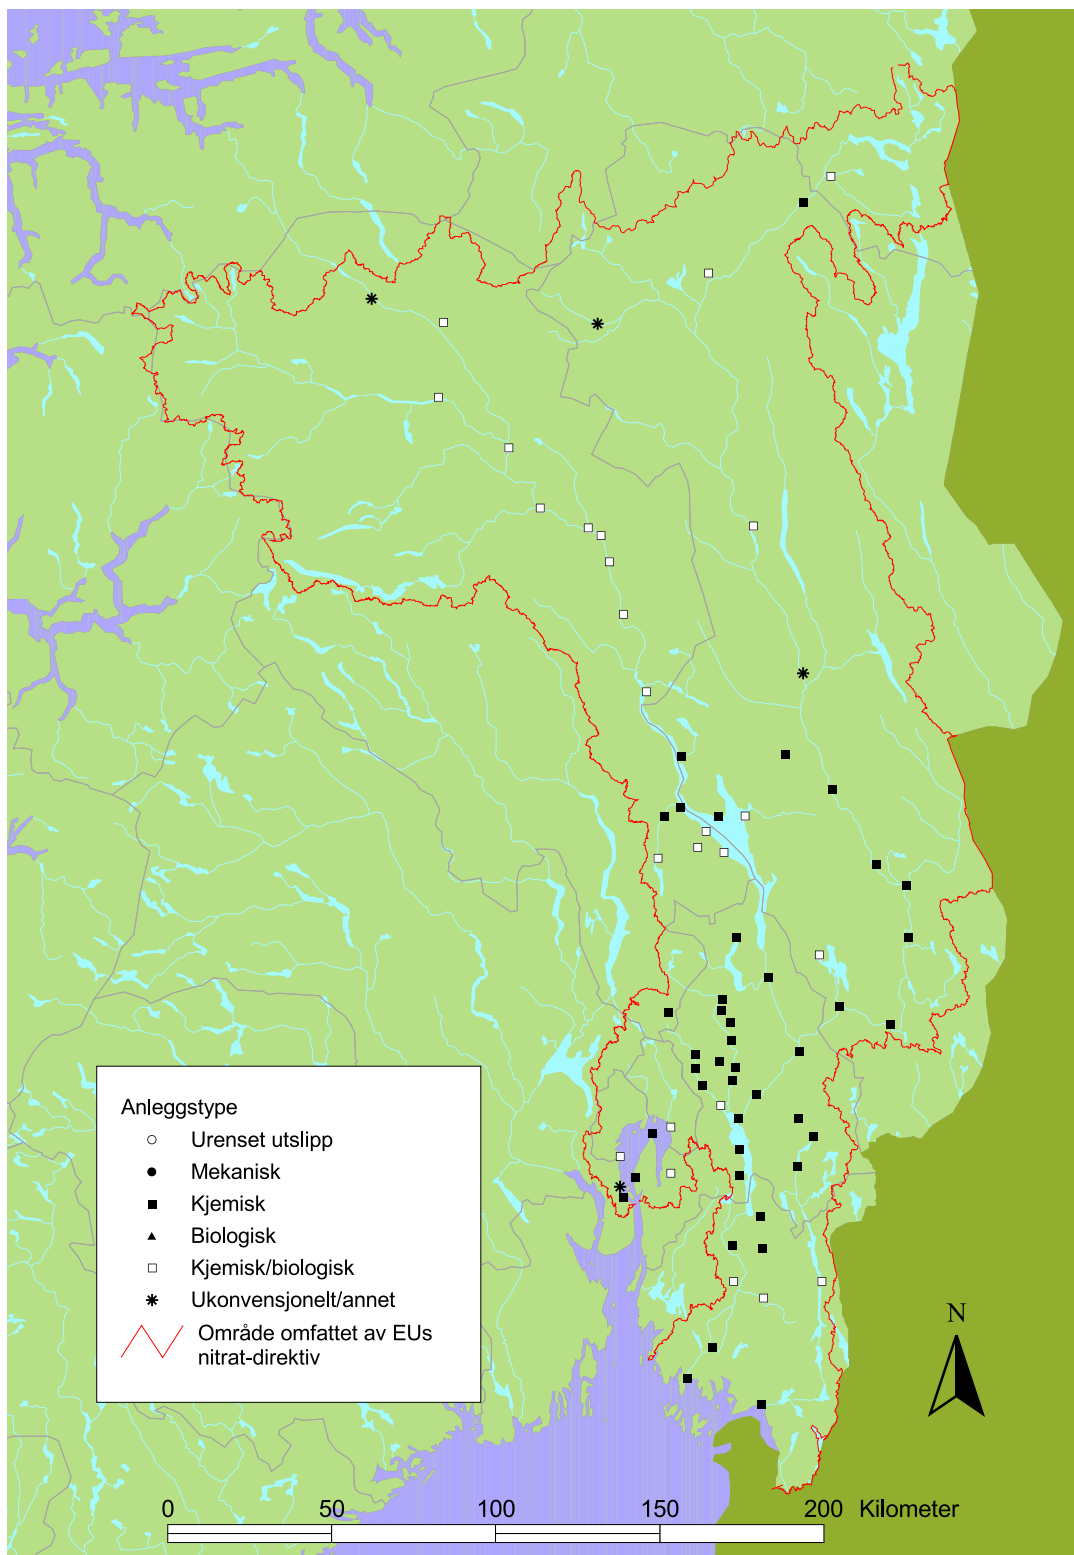 Anleggstype
Urenset utslipp
Mekanisk
Kjemisk
Biologisk
Kjemisk/biologisk
Ukonvensjonelt/annet
Område omfattet av EUs
nitrat-direktiv
N
0 50 100 150 200 Kilometer